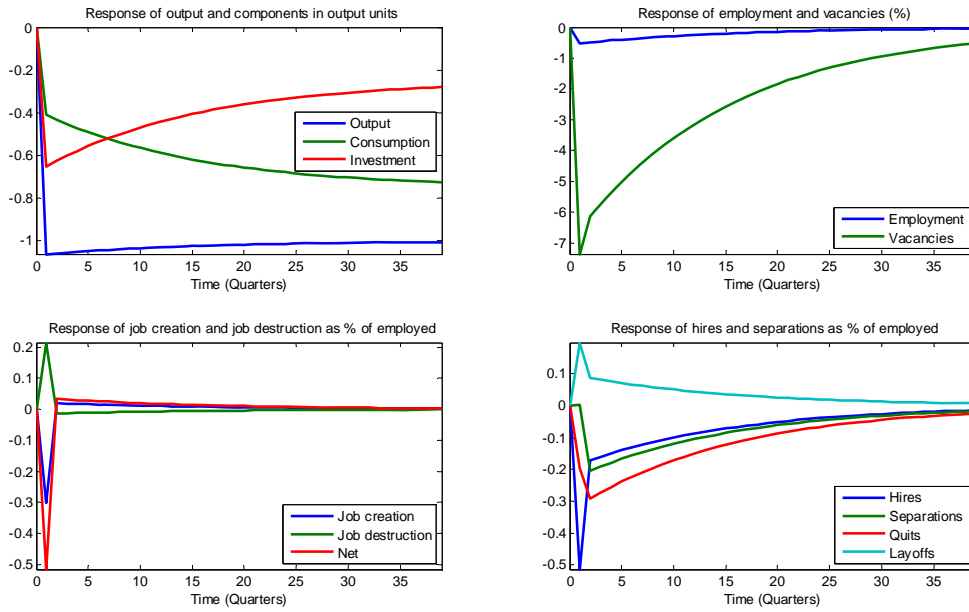 Response of output and components in output units
0
-0.2
-0.4
-0.6
-0.8
-1
Output
Consumption
Investment
0 5 10 15 20 25 30 35
Time (Quarters)
Response of employment and vacancies (%)
0
-1
-2
-3
-4
-5
-6
-7
Employment
Vacancies
0 5 10 15 20 25 30 35
Time (Quarters)
Response of job creation and job destruction as % of employed
0.2
0.1
0
-0.1
-0.2
-0.3
-0.4
-0.5
Job creation
Job destruction
Net
0 5 10 15 20 25 30 35
Time (Quarters)
Response of hires and separations as % of employed
0.1
0
-0.1
-0.2
-0.3
-0.4
-0.5
Hires
Separations
Quits
Layoffs
0 5 10 15 20 25 30 35
Time (Quarters)